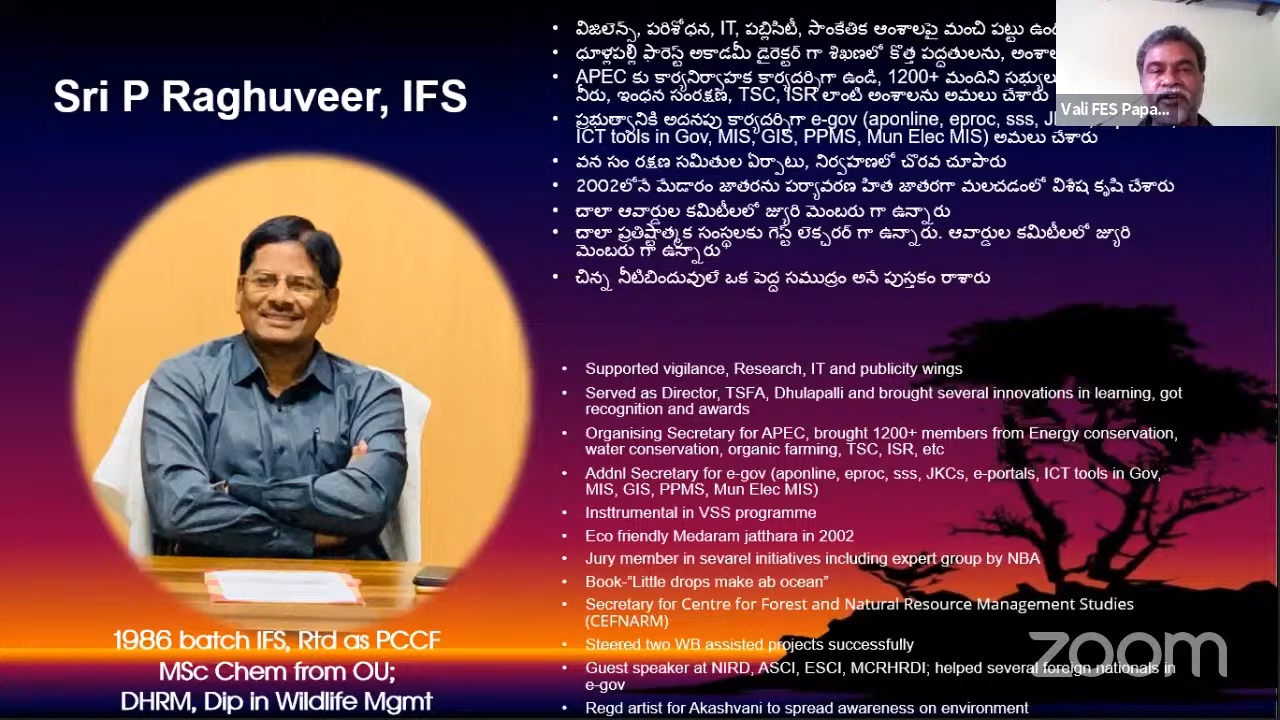 Sri P Raghuveer, IFS
1986 batch IFS, Rtd as PCCF
MSc Chem from OU;
DHRM, Dip in Wildlife Mgmt
• విజిలెన్స్, పరిశోధన, IT, పబ్లిసిటీ, సాంకేతిక ఆంశాలపై మంచి పట్టు
• ధూళ్లపల్లి ఫారెస్ట్ అకాడమీ డైరెక్టర్ గా శిఖణలో కొత్త పద్దతులను,
• APEC కు కార్యనిర్వాహక కార్యదర్శిగా ఉండి, 1200+ మందిని
నీరు, ఇంధన సంరక్షణ, TSC, ISR లాంటి అంశాలను అమలు చేశారు
• ప్రభుత్వానికి అదనపు కార్యదర్శిగా e-gov (aponline, eproc, sss,
ICT tools in Gov, MIS, GIS, PPMS, Mun Elec MIS) అమలు చేశారు
• వన సం రక్షణ సమితుల ఏర్పాటు, నిర్వహణలో చొరవ చూపారు
• 2002లోనే మేడారం జాతరను పర్యావరణ హిత జాతరగా మలచడంలో విశేష కృషి చేశారు
• చాలా ఆవార్డుల కమిటీలలో జ్యురి మెంబరు గా ఉన్నారు
• చాలా ప్రతిష్టాత్మక సంస్థలకు గెస్ట్ లెక్చరర్ గా ఉన్నారు. ఆవార్డుల కమిటీలలో జ్యురి
మెంబరు గా ఉన్నారు
• చిన్న నీటిబిందువులే ఒక పెద్ద సముద్రం అనే పుస్తకం రాశారు
• Supported vigilance, Research, IT and publicity wings
• Served as Director, TSFA, Dhulapalli and brought several innovations in learning, got
recognition and awards
• Organising Secretary for APEC, brought 1200+ members from Energy conservation,
water conservation, organic farming, TSC, ISR, etc
• Addnl Secretary for e-gov (aponline, eproc, sss, JKCs, e-portals, ICT tools in Gov,
MIS, GIS, PPMS, Mun Elec MIS)
• Insttrumental in VSS programme
• Eco friendly Medaram jatthara in 2002
• Jury member in sevarel initiatives including expert group by NBA
• Book-"Little drops make ab ocean"
• Secretary for Centre for Forest and Natural Resource Management Studies
(CEFNARM)
• Steered two WB assisted projects successfully
• Guest speaker at NIRD, ASCI, ESCI, MCRHRDI; helped several foreign nationals in
e-gov
• Regd artist for Akashvani to spread awareness on environment
Vali FES Papa...
zoom